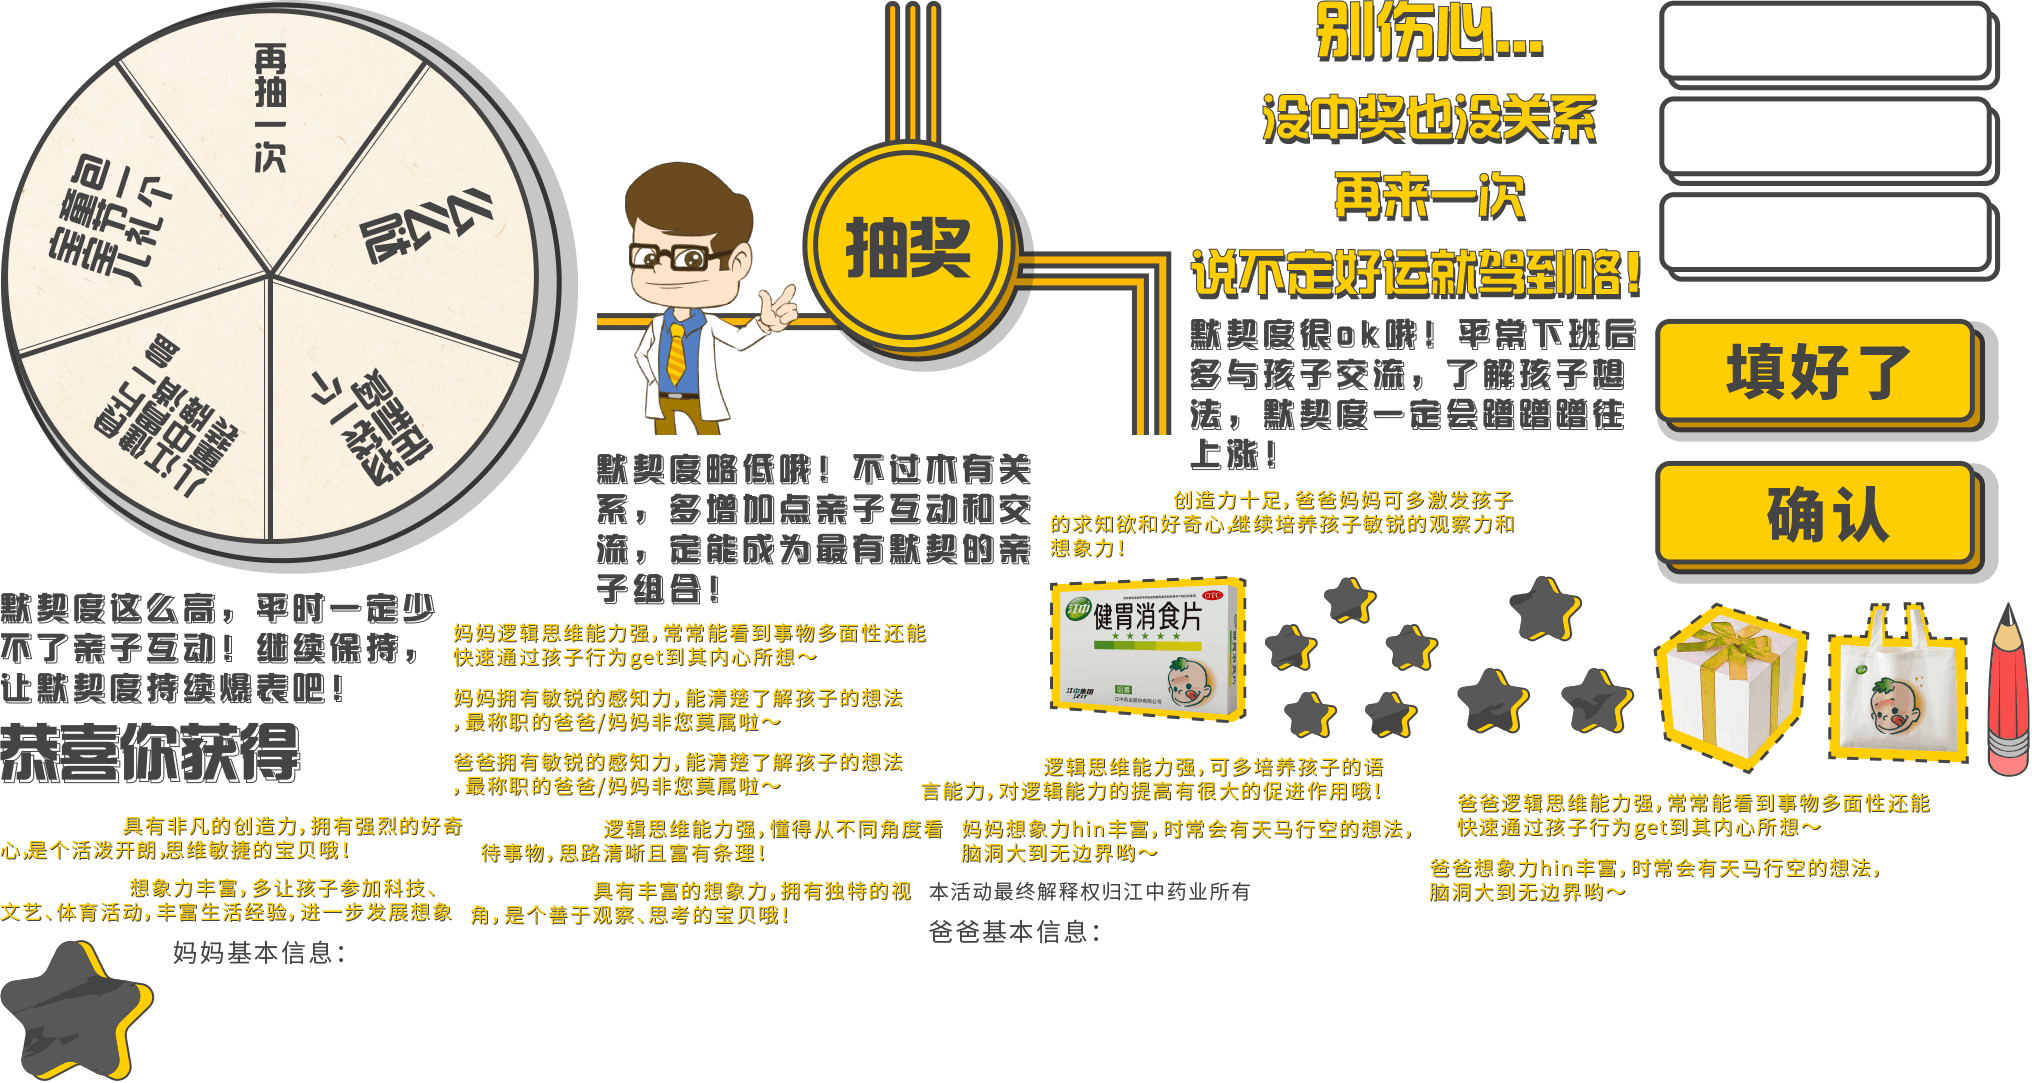 再抽一次
么么哒
宝宝童包
儿节一
礼个
定制袋
物一个
儿童装
江中牌
健胃消
食片一盒
默契度这么高，平时一定少
不了亲子互动！继续保持，
让默契度持续爆表吧！
恭喜你获得
抽奖
默契度略低哦！不过木有关
系，多增加点亲子互动和交
流，定能成为最有默契的亲
子组合！
别伤心...
没中奖也没关系
再来一次
说不定好运就驾到咯！
默契度很ok哦！平常下班后
多与孩子交流，了解孩子想
法，默契度一定会蹭蹭蹭往
上涨！
填好了
确认
创造力十足，爸爸妈妈可多激发孩子
的求知欲和好奇心，继续培养孩子敏锐的观察力和
想象力！
江中
健胃消食片
OTC
江中集团
江中药业股份有限公司
妈妈逻辑思维能力强，常常能看到事物多面性还能
快速通过孩子行为get到其内心所想～
妈妈拥有敏锐的感知力，能清楚了解孩子的想法
，最称职的爸爸/妈妈非您莫属啦～
爸爸拥有敏锐的感知力，能清楚了解孩子的想法
，最称职的爸爸/妈妈非您莫属啦～
逻辑思维能力强，可多培养孩子的语
言能力，对逻辑能力的提高有很大的促进作用哦！
爸爸逻辑思维能力强，常常能看到事物多面性还能
快速通过孩子行为get到其内心所想～
具有非凡的创造力，拥有强烈的好奇
心，是个活泼开朗，思维敏捷的宝贝哦！
逻辑思维能力强，懂得从不同角度看
待事物，思路清晰且富有条理！
妈妈想象力hin丰富，时常会有天马行空的想法，
脑洞大到无边界哟～
爸爸想象力hin丰富，时常会有天马行空的想法，
脑洞大到无边界哟～
想象力丰富，多让孩子参加科技、
文艺、体育活动，丰富生活经验，进一步发展想象
具有丰富的想象力，拥有独特的视
角，是个善于观察、思考的宝贝哦！
本活动最终解释权归江中药业所有
爸爸基本信息：
妈妈基本信息：